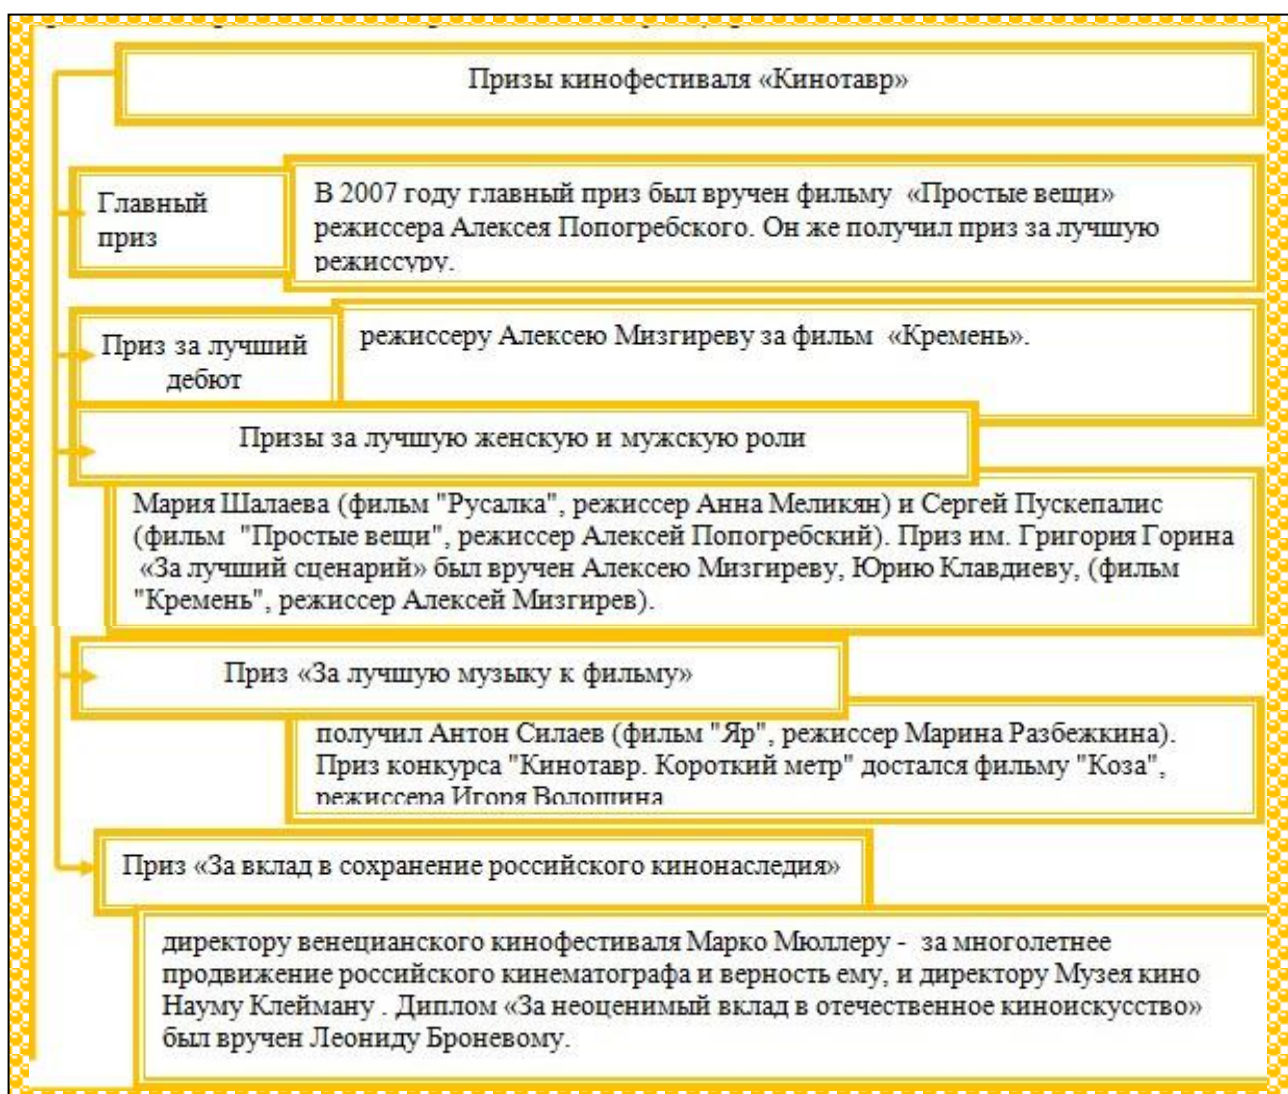 Призы кинофестиваля «Кинотавр»
Главный
приз
В 2007 году главный приз был вручен фильму «Простые вещи»
режиссера Алексея Попогребского. Он же получил приз за лучшую
режиссуру.
Приз за лучший
дебют
режиссеру Алексею Мизгиреву за фильм «Кремень».
Призы за лучшую женскую и мужскую роли
Мария Шалаева (фильм "Русалка", режиссер Анна Меликян) и Сергей Пускепалис
(фильм "Простые вещи", режиссер Алексей Попогребский). Приз им. Григория Горина
«За лучший сценарий» был вручен Алексею Мизгиреву, Юрию Клавдиеву, (фильм
"Кремень", режиссер Алексей Мизгирев).
Приз «За лучшую музыку к фильму»
получил Антон Силаев (фильм "Яр", режиссер Марина Разбежкина).
Приз конкурса "Кинотавр. Короткий метр" достался фильму "Коза",
режиссера Игоря Волошина
Приз «За вклад в сохранение российского кинонаследия»
директору венецианского кинофестиваля Марко Мюллеру - за многолетнее
продвижение российского кинематографа и верность ему, и директору Музея кино
Науму Клейману . Диплом «За неоценимый вклад в отечественное киноискусство»
был вручен Леониду Броневому.